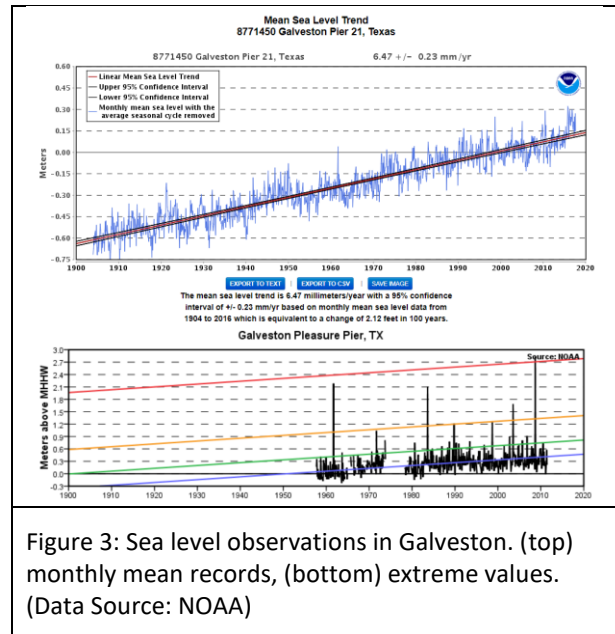 Mean Sea Level Trend
8771450 Galveston Pier 21, Texas
8771450 Galveston Pier 21, Texas 6.47 +/− 0.23 mm/yr
0.60
0.45
0.30
0.15
0.00
−0.15
−0.30
−0.45
−0.60
−0.75
Meters
Linear Mean Sea Level Trend
Upper 95% Confidence Interval
Lower 95% Confidence Interval
Monthly mean sea level with the
average seasonal cycle removed
1900 1910 1920 1930 1940 1950 1960 1970 1980 1990 2000 2010 2020
EXPORT TO TEXT | EXPORT TO CSV | SAVE IMAGE
The mean sea level trend is 6.47 millimeters/year with a 95% confidence
interval of +/- 0.23 mm/yr based on monthly mean sea level data from
1904 to 2016 which is equivalent to a change of 2.12 feet in 100 years.
Galveston Pleasure Pier, TX
Source: NOAA
3.0
2.7
2.4
2.1
1.8
1.5
1.2
0.9
0.6
0.3
0.0
-0.3
Meters above MHHW
1900 1910 1920 1930 1940 1950 1960 1970 1980 1990 2000 2010 2020
Figure 3: Sea level observations in Galveston. (top)
monthly mean records, (bottom) extreme values.
(Data Source: NOAA)